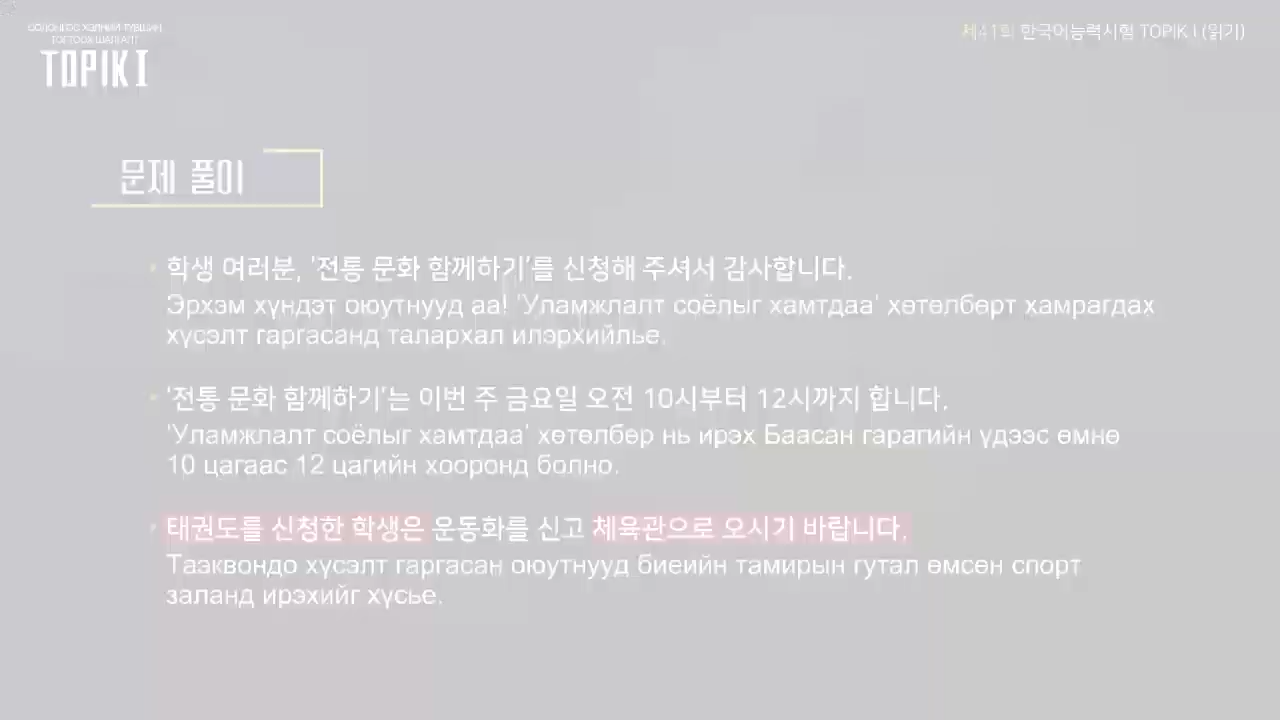 СОЛОНГОС ХЭЛНИЙ ТҮВШИН
ТОГТООХ ШАЛГАЛТ
TOPIK I
제41회 한국어능력시험 TOPIK I (읽기)
문제 풀이
• 학생 여러분, '전통 문화 함께하기'를 신청해 주셔서 감사합니다.
Эрхэм хүндэт оюутнууд аа! 'Уламжлалт соёлыг хамтдаа' хөтөлбөрт хамрагдах
хүсэлт гаргасанд талархал илэрхийлье.
• '전통 문화 함께하기'는 이번 주 금요일 오전 10시부터 12시까지 합니다.
'Уламжлалт соёлыг хамтдаа' хөтөлбөр нь ирэх Баасан гарагийн үдээс өмнө
10 цагаас 12 цагийн хооронд болно.
• 태권도를 신청한 학생은 운동화를 신고 체육관으로 오시기 바랍니다.
Таэквондо хүсэлт гаргасан оюутнууд биеийн тамирын гутал өмсөн спорт
заланд ирэхийг хүсье.